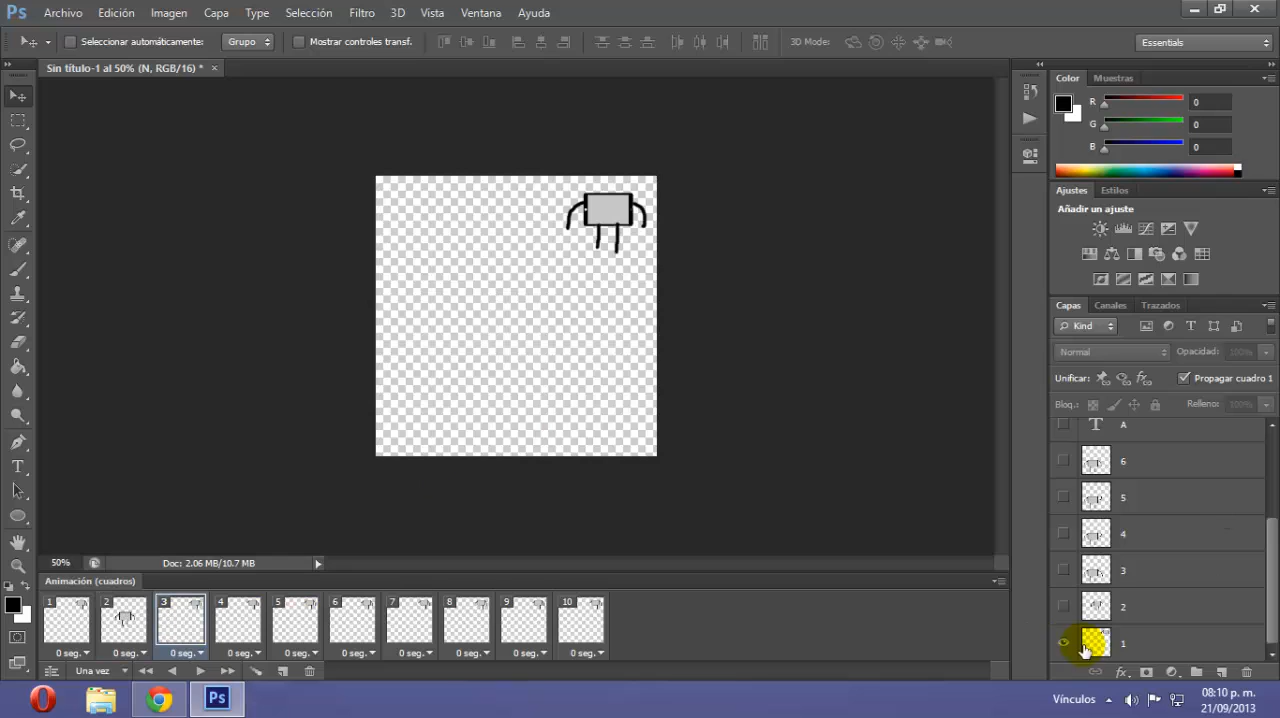 Ps Archivo Edición Imagen Capa Type Selección Filtro 3D Vista Ventana Ayuda
Seleccionar automáticamente: Grupo Mostrar controles transf. 3D Mode: Essentials
Sin título-1 al 50% (N, RGB/16) * ×
Color Muestras
R 0
G 0
B 0
Ajustes Estilos
Añadir un ajuste
Capas Canales Trazados
Kind
Normal Opacidad: 100%
Unificar: Propagar cuadro 1
Bloq.: Relleno: 100%
A
6
5
4
3
2
1
50% Doc: 2.06 MB/10.7 MB
Animación (cuadros)
1 2 3 4 5 6 7 8 9 10
0 seg. 0 seg. 0 seg. 0 seg. 0 seg. 0 seg. 0 seg. 0 seg. 0 seg. 0 seg.
Una vez
Ps Vínculos 08:10 p. m.
21/09/2013